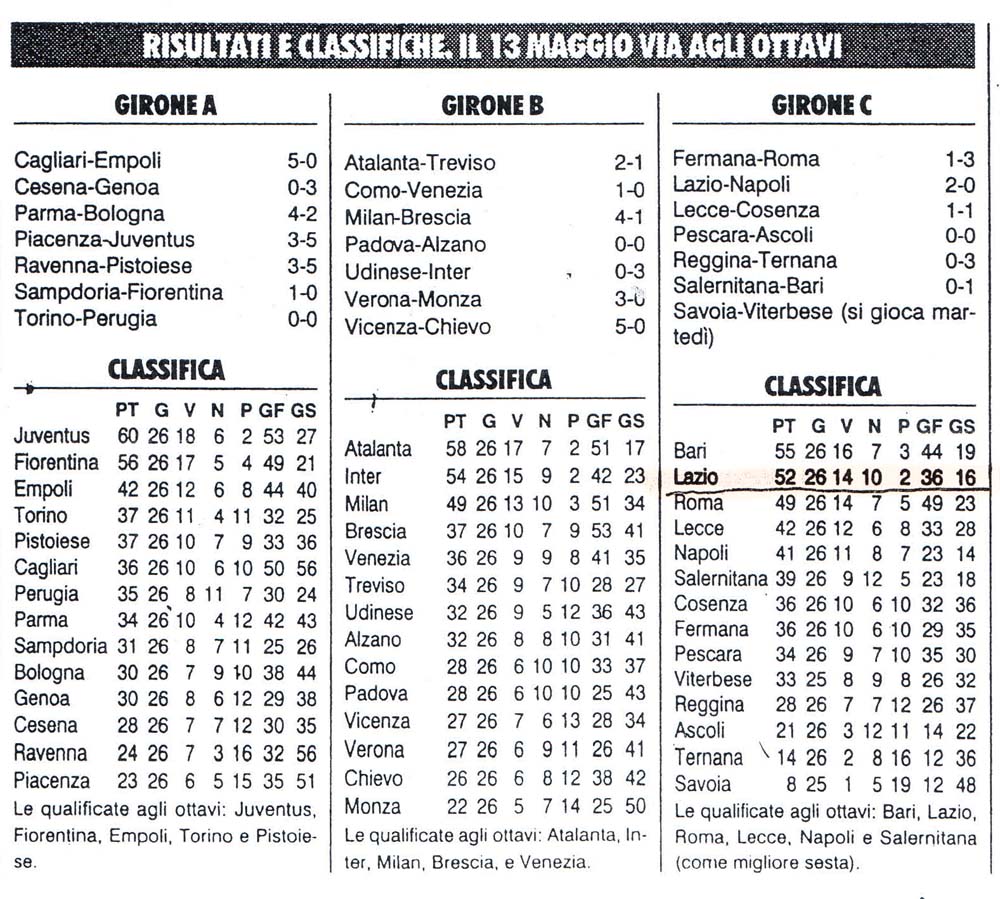 RISULTATI E CLASSIFICHE. IL 13 MAGGIO VIA AGLI OTTAVI
GIRONE A
Cagliari-Empoli 5-0
Cesena-Genoa 0-3
Parma-Bologna 4-2
Piacenza-Juventus 3-5
Ravenna-Pistoiese 3-5
Sampdoria-Fiorentina 1-0
Torino-Perugia 0-0
CLASSIFICA
PT G V N P GF GS
Juventus 60 26 18 6 2 53 27
Fiorentina 56 26 17 5 4 49 21
Empoli 42 26 12 6 8 44 40
Torino 37 26 11 4 11 32 25
Pistoiese 37 26 10 7 9 33 36
Cagliari 36 26 10 6 10 50 56
Perugia 35 26 8 11 7 30 24
Parma 34 26 10 4 12 42 43
Sampdoria 31 26 8 7 11 25 26
Bologna 30 26 7 9 10 38 44
Genoa 30 26 8 6 12 29 38
Cesena 28 26 7 7 12 30 35
Ravenna 24 26 7 3 16 32 56
Piacenza 23 26 6 5 15 35 51
Le qualificate agli ottavi: Juventus,
Fiorentina, Empoli, Torino e Pistoie-
se.
GIRONE B
Atalanta-Treviso 2-1
Como-Venezia 1-0
Milan-Brescia 4-1
Padova-Alzano 0-0
Udinese-Inter 0-3
Verona-Monza 3-0
Vicenza-Chievo 5-0
CLASSIFICA
PT G V N P GF GS
Atalanta 58 26 17 7 2 51 17
Inter 54 26 15 9 2 42 23
Milan 49 26 13 10 3 51 34
Brescia 37 26 10 7 9 53 41
Venezia 36 26 9 9 8 41 35
Treviso 34 26 9 7 10 28 27
Udinese 32 26 9 5 12 36 43
Alzano 32 26 8 8 10 31 41
Como 28 26 6 10 10 33 37
Padova 28 26 6 10 10 25 43
Vicenza 27 26 7 6 13 28 34
Verona 27 26 6 9 11 26 41
Chievo 26 26 6 8 12 38 42
Monza 22 26 5 7 14 25 50
Le qualificate agli ottavi: Atalanta, In-
ter, Milan, Brescia, e Venezia.
GIRONE C
Fermana-Roma 1-3
Lazio-Napoli 2-0
Lecce-Cosenza 1-1
Pescara-Ascoli 0-0
Reggina-Ternana 0-3
Salernitana-Bari 0-1
Savoia-Viterbese (si gioca mar-
tedì)
CLASSIFICA
PT G V N P GF GS
Bari 55 26 16 7 3 44 19
Lazio 52 26 14 10 2 36 16
Roma 49 26 14 7 5 49 23
Lecce 42 26 12 6 8 33 28
Napoli 41 26 11 8 7 23 14
Salernitana 39 26 9 12 5 23 18
Cosenza 36 26 10 6 10 32 36
Fermana 36 26 10 6 10 29 35
Pescara 34 26 9 7 10 35 30
Viterbese 33 25 8 9 8 26 32
Reggina 28 26 7 7 12 26 37
Ascoli 21 26 3 12 11 14 22
Ternana 14 26 2 8 16 12 36
Savoia 8 25 1 5 19 12 48
Le qualificate agli ottavi: Bari, Lazio,
Roma, Lecce, Napoli e Salernitana
(come migliore sesta).